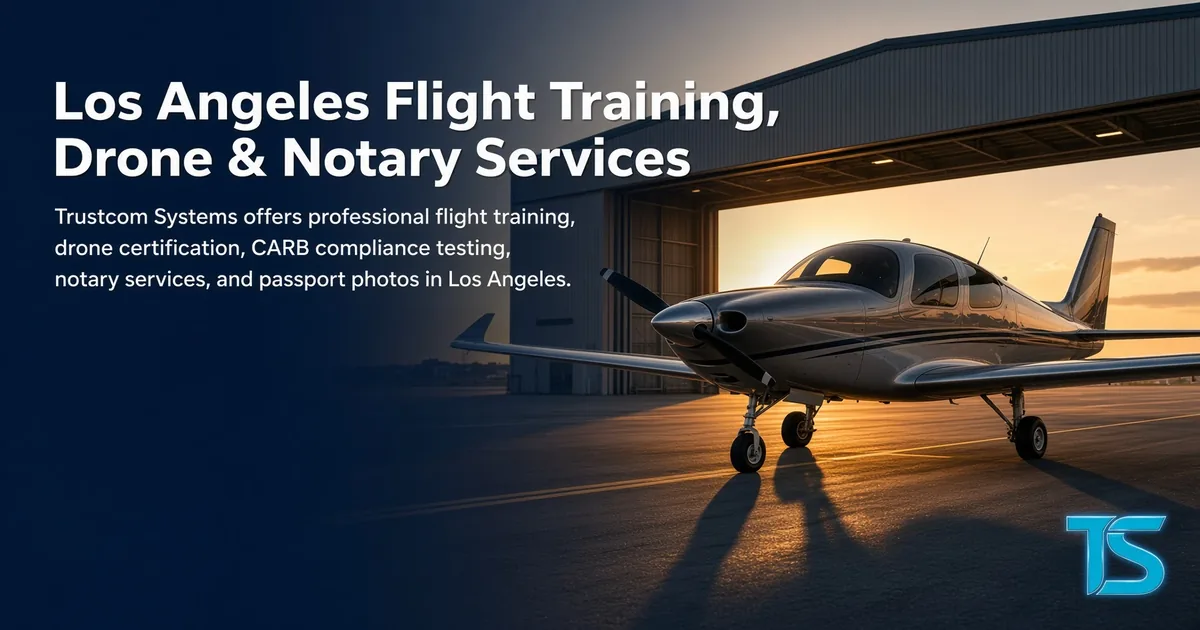 Los Angeles Flight Training,
Drone & Notary Services
Trustcom Systems offers professional flight training,
drone certification, CARB compliance testing,
notary services, and passport photos in Los Angeles.
TS